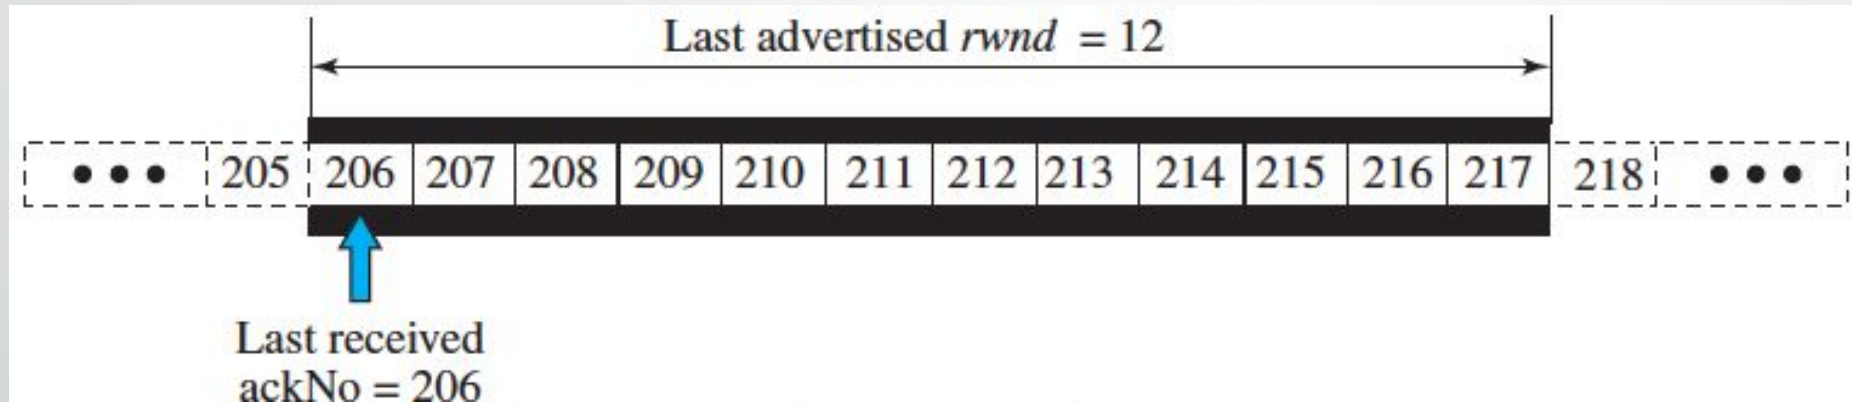 Last advertised rwnd = 12
••• 205 206 207 208 209 210 211 212 213 214 215 216 217 218 •••
Last received
ackNo = 206